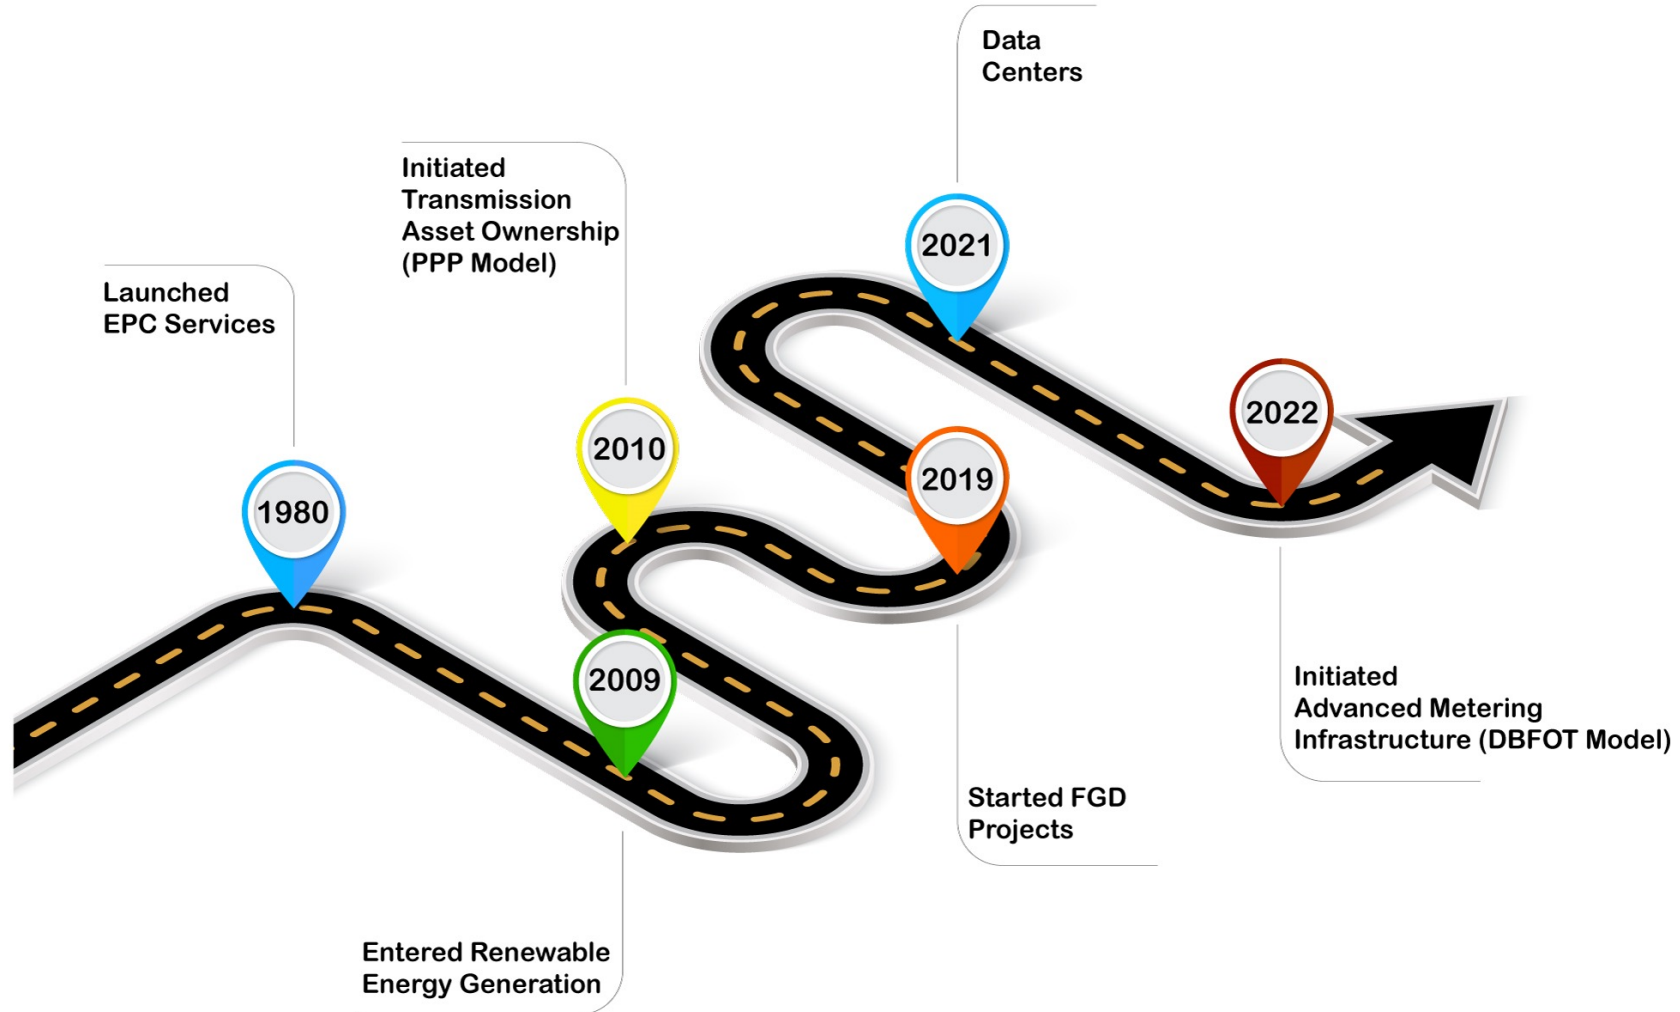 Data
Centers
Initiated
Transmission
Asset Ownership
(PPP Model)
2021
Launched
EPC Services
2022
2010
2019
1980
2009
Initiated
Advanced Metering
Infrastructure (DBFOT Model)
Started FGD
Projects
Entered Renewable
Energy Generation